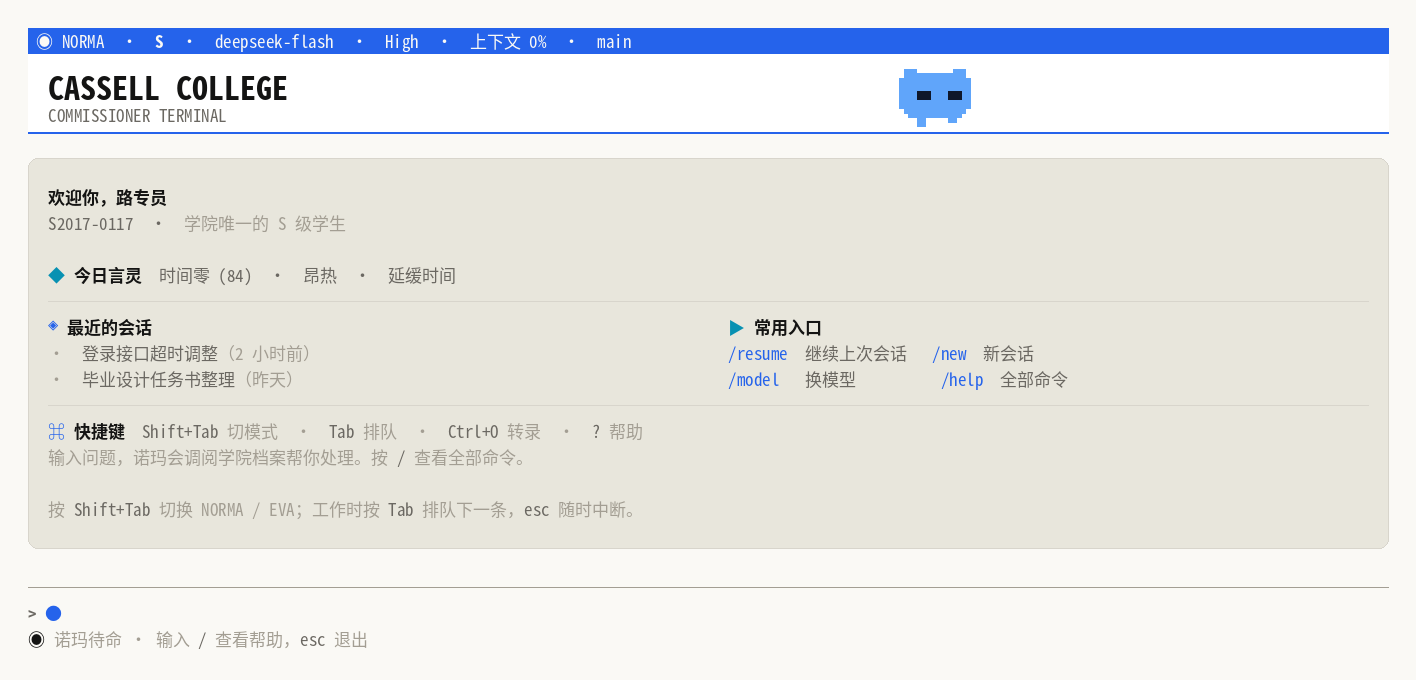 ◉ NORMA · S · deepseek-flash · High · 上下文 0% · main
CASSELL COLLEGE
COMMISSIONER TERMINAL
欢迎你，路专员
S2017-0117 · 学院唯一的 S 级学生
◆ 今日言灵 时间零 (84) · 昂热 · 延缓时间
◈ 最近的会话
· 登录接口超时调整（2 小时前）
· 毕业设计任务书整理（昨天）
▶ 常用入口
/resume 继续上次会话 /new 新会话
/model 换模型 /help 全部命令
⌘ 快捷键 Shift+Tab 切模式 · Tab 排队 · Ctrl+O 转录 · ? 帮助
输入问题，诺玛会调阅学院档案帮你处理。按 / 查看全部命令。
按 Shift+Tab 切换 NORMA / EVA；工作时按 Tab 排队下一条，esc 随时中断。
> ●
◉ 诺玛待命 · 输入 / 查看帮助，esc 退出